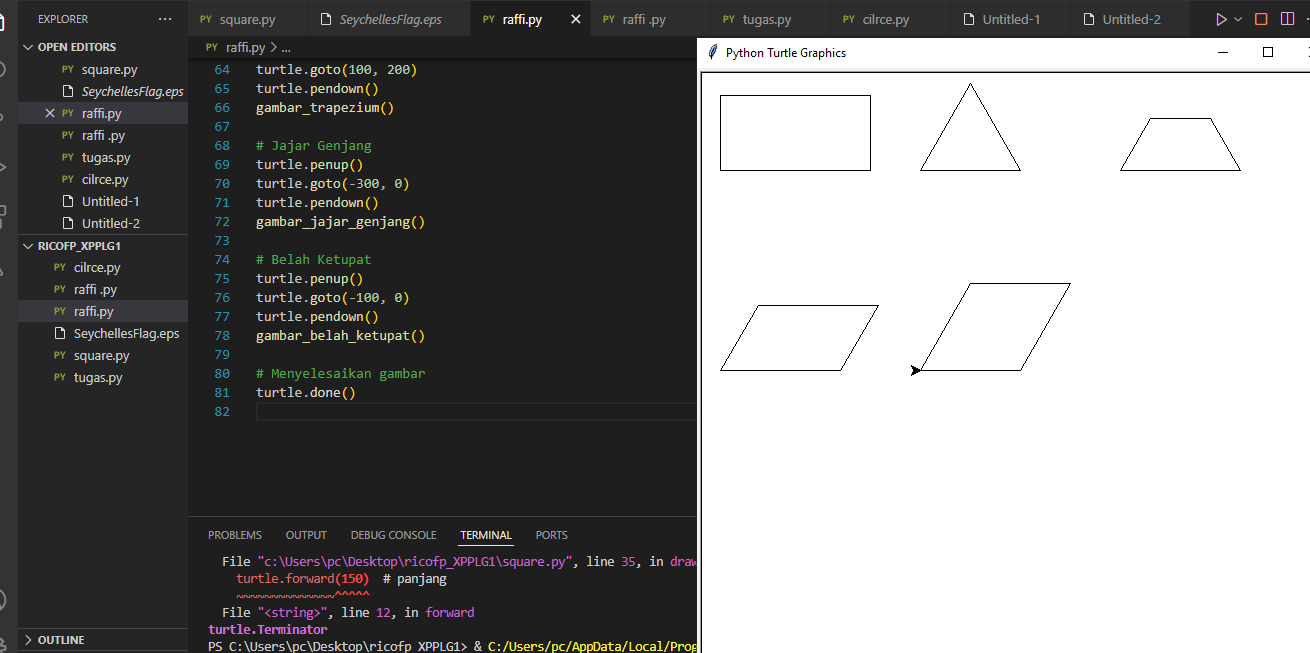 EXPLORER ...
OPEN EDITORS
PY square.py
SeychellesFlag.eps
PY raffi.py
PY raffi .py
PY tugas.py
PY cilrce.py
Untitled-1
Untitled-2
RICOFP_XPPLG1
PY cilrce.py
PY raffi .py
PY raffi.py
SeychellesFlag.eps
PY square.py
PY tugas.py
OUTLINE
PY square.py SeychellesFlag.eps PY raffi.py PY raffi .py PY tugas.py PY cilrce.py Untitled-1 Untitled-2
PY raffi.py > ...
64 turtle.goto(100, 200)
65 turtle.pendown()
66 gambar_trapezium()
67
68 # Jajar Genjang
69 turtle.penup()
70 turtle.goto(-300, 0)
71 turtle.pendown()
72 gambar_jajar_genjang()
73
74 # Belah Ketupat
75 turtle.penup()
76 turtle.goto(-100, 0)
77 turtle.pendown()
78 gambar_belah_ketupat()
79
80 # Menyelesaikan gambar
81 turtle.done()
82
PROBLEMS OUTPUT DEBUG CONSOLE TERMINAL PORTS
File "c:\Users\pc\Desktop\ricofp_XPPLG1\square.py", line 35, in draw
turtle.forward(150) # panjang
~~~~~~~~~~~~~~^^^^^
File "<string>", line 12, in forward
turtle.Terminator
PS C:\Users\pc\Desktop\ricofp_XPPLG1> & C:/Users/pc/AppData/Local/Prog
Python Turtle Graphics